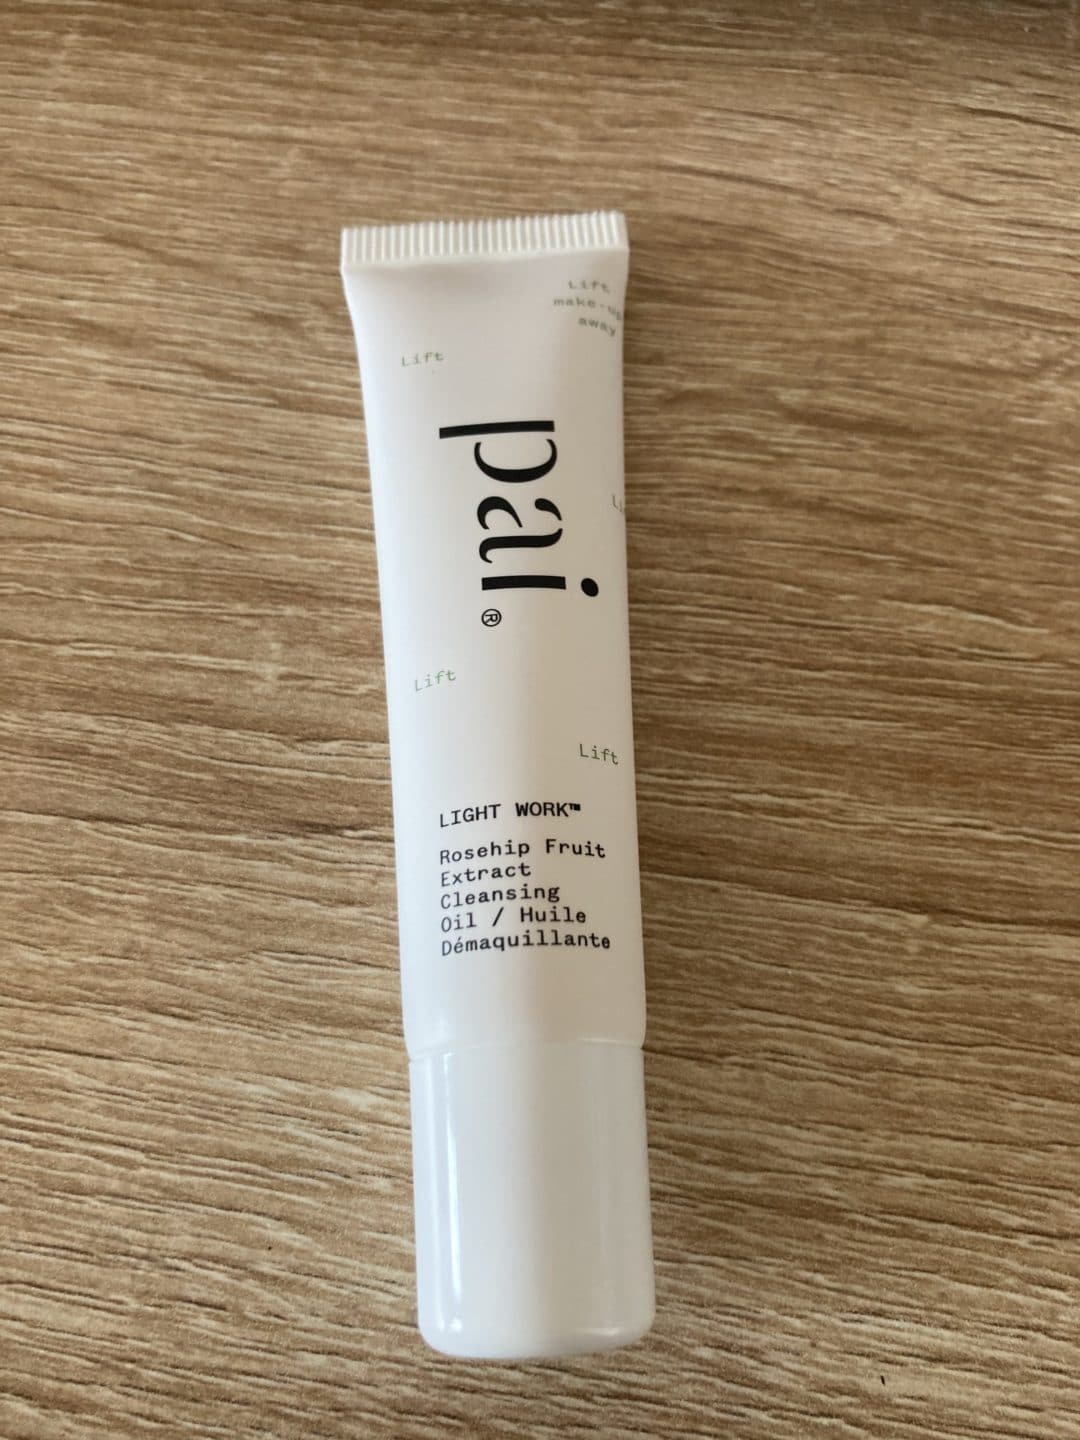 Lift
make-up
away
Lift
pai®
Lift
Lift
LIGHT WORK™
Rosehip Fruit
Extract
Cleansing
Oil / Huile
Démaquillante